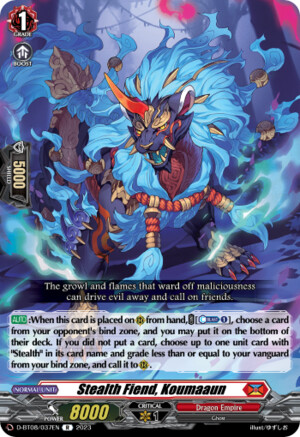 1
GRADE
BOOST
5000
SHIELD
The growl and flames that ward off maliciousness
can drive evil away and call on friends.
AUTO :When this card is placed on from hand, [ ], choose a card
from your opponent's bind zone, and you may put it on the bottom of
their deck. If you did not put a card, choose up to one unit card with
"Stealth" in its card name and grade less than or equal to your vanguard
from your bind zone, and call it to .
NORMAL UNIT
Stealth Fiend, Koumaaun
D-BT08/037EN R 2023
POWER 8000
CRITICAL
1
Dragon Empire
Ghost